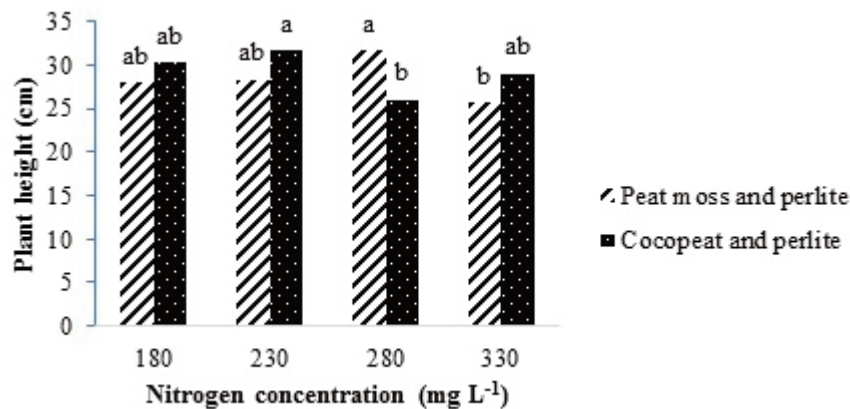 Plant height (cm)
35
30
25
20
15
10
5
0
ab ab
ab a
a b
b ab
180 230 280 330
Nitrogen concentration (mg L-1)
Peat moss and perlite
Cocopeat and perlite